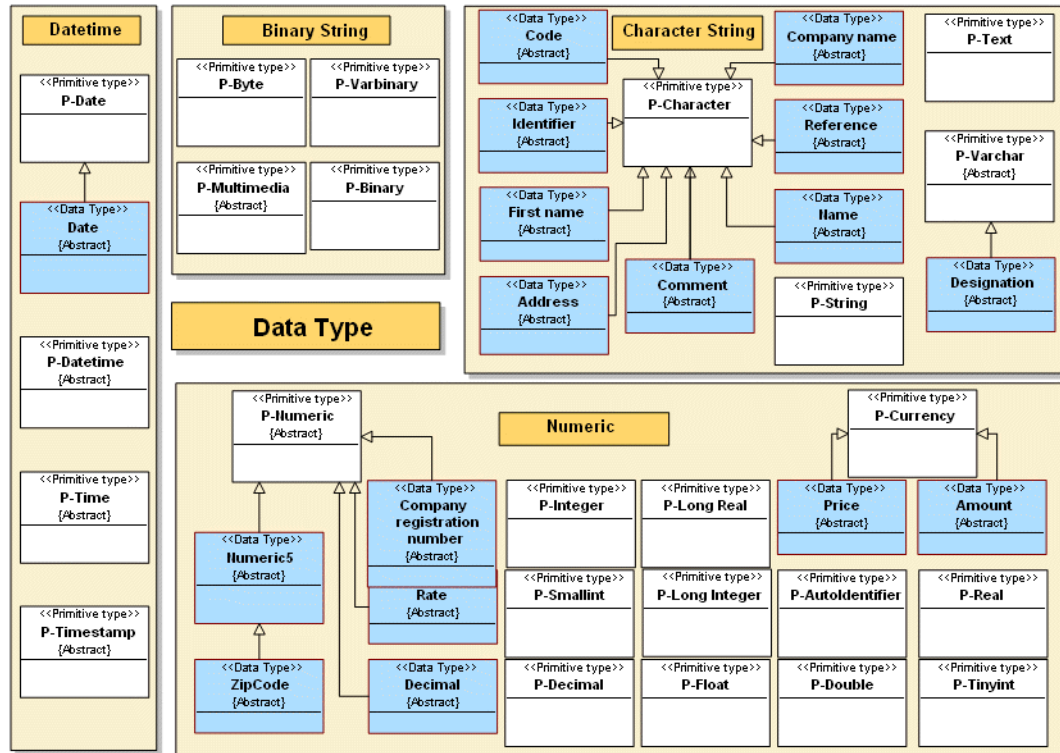 Datetime
<<Primitive type>>
P-Date
<<Data Type>>
Date
{Abstract}
<<Primitive type>>
P-Datetime
{Abstract}
<<Primitive type>>
P-Time
{Abstract}
<<Primitive type>>
P-Timestamp
{Abstract}
Binary String
<<Primitive type>>
P-Byte
<<Primitive type>>
P-Varbinary
<<Primitive type>>
P-Multimedia
{Abstract}
<<Primitive type>>
P-Binary
Data Type
Character String
<<Data Type>>
Code
{Abstract}
<<Data Type>>
Company name
{Abstract}
<<Primitive type>>
P-Text
<<Primitive type>>
P-Character
<<Data Type>>
Identifier
{Abstract}
<<Data Type>>
Reference
{Abstract}
<<Primitive type>>
P-Varchar
{Abstract}
<<Data Type>>
First name
{Abstract}
<<Data Type>>
Name
{Abstract}
<<Data Type>>
Address
{Abstract}
<<Data Type>>
Comment
{Abstract}
<<Primitive type>>
P-String
<<Data Type>>
Designation
{Abstract}
Numeric
<<Primitive type>>
P-Numeric
{Abstract}
<<Primitive type>>
P-Currency
<<Data Type>>
Company
registration
number
{Abstract}
<<Primitive type>>
P-Integer
<<Primitive type>>
P-Long Real
<<Data Type>>
Price
{Abstract}
<<Data Type>>
Amount
{Abstract}
<<Data Type>>
Numeric5
{Abstract}
Rate
{Abstract}
<<Primitive type>>
P-Smallint
<<Primitive type>>
P-Long Integer
<<Primitive type>>
P-AutoIdentifier
<<Primitive type>>
P-Real
<<Data Type>>
ZipCode
{Abstract}
<<Data Type>>
Decimal
{Abstract}
<<Primitive type>>
P-Decimal
<<Primitive type>>
P-Float
<<Primitive type>>
P-Double
<<Primitive type>>
P-Tinyint